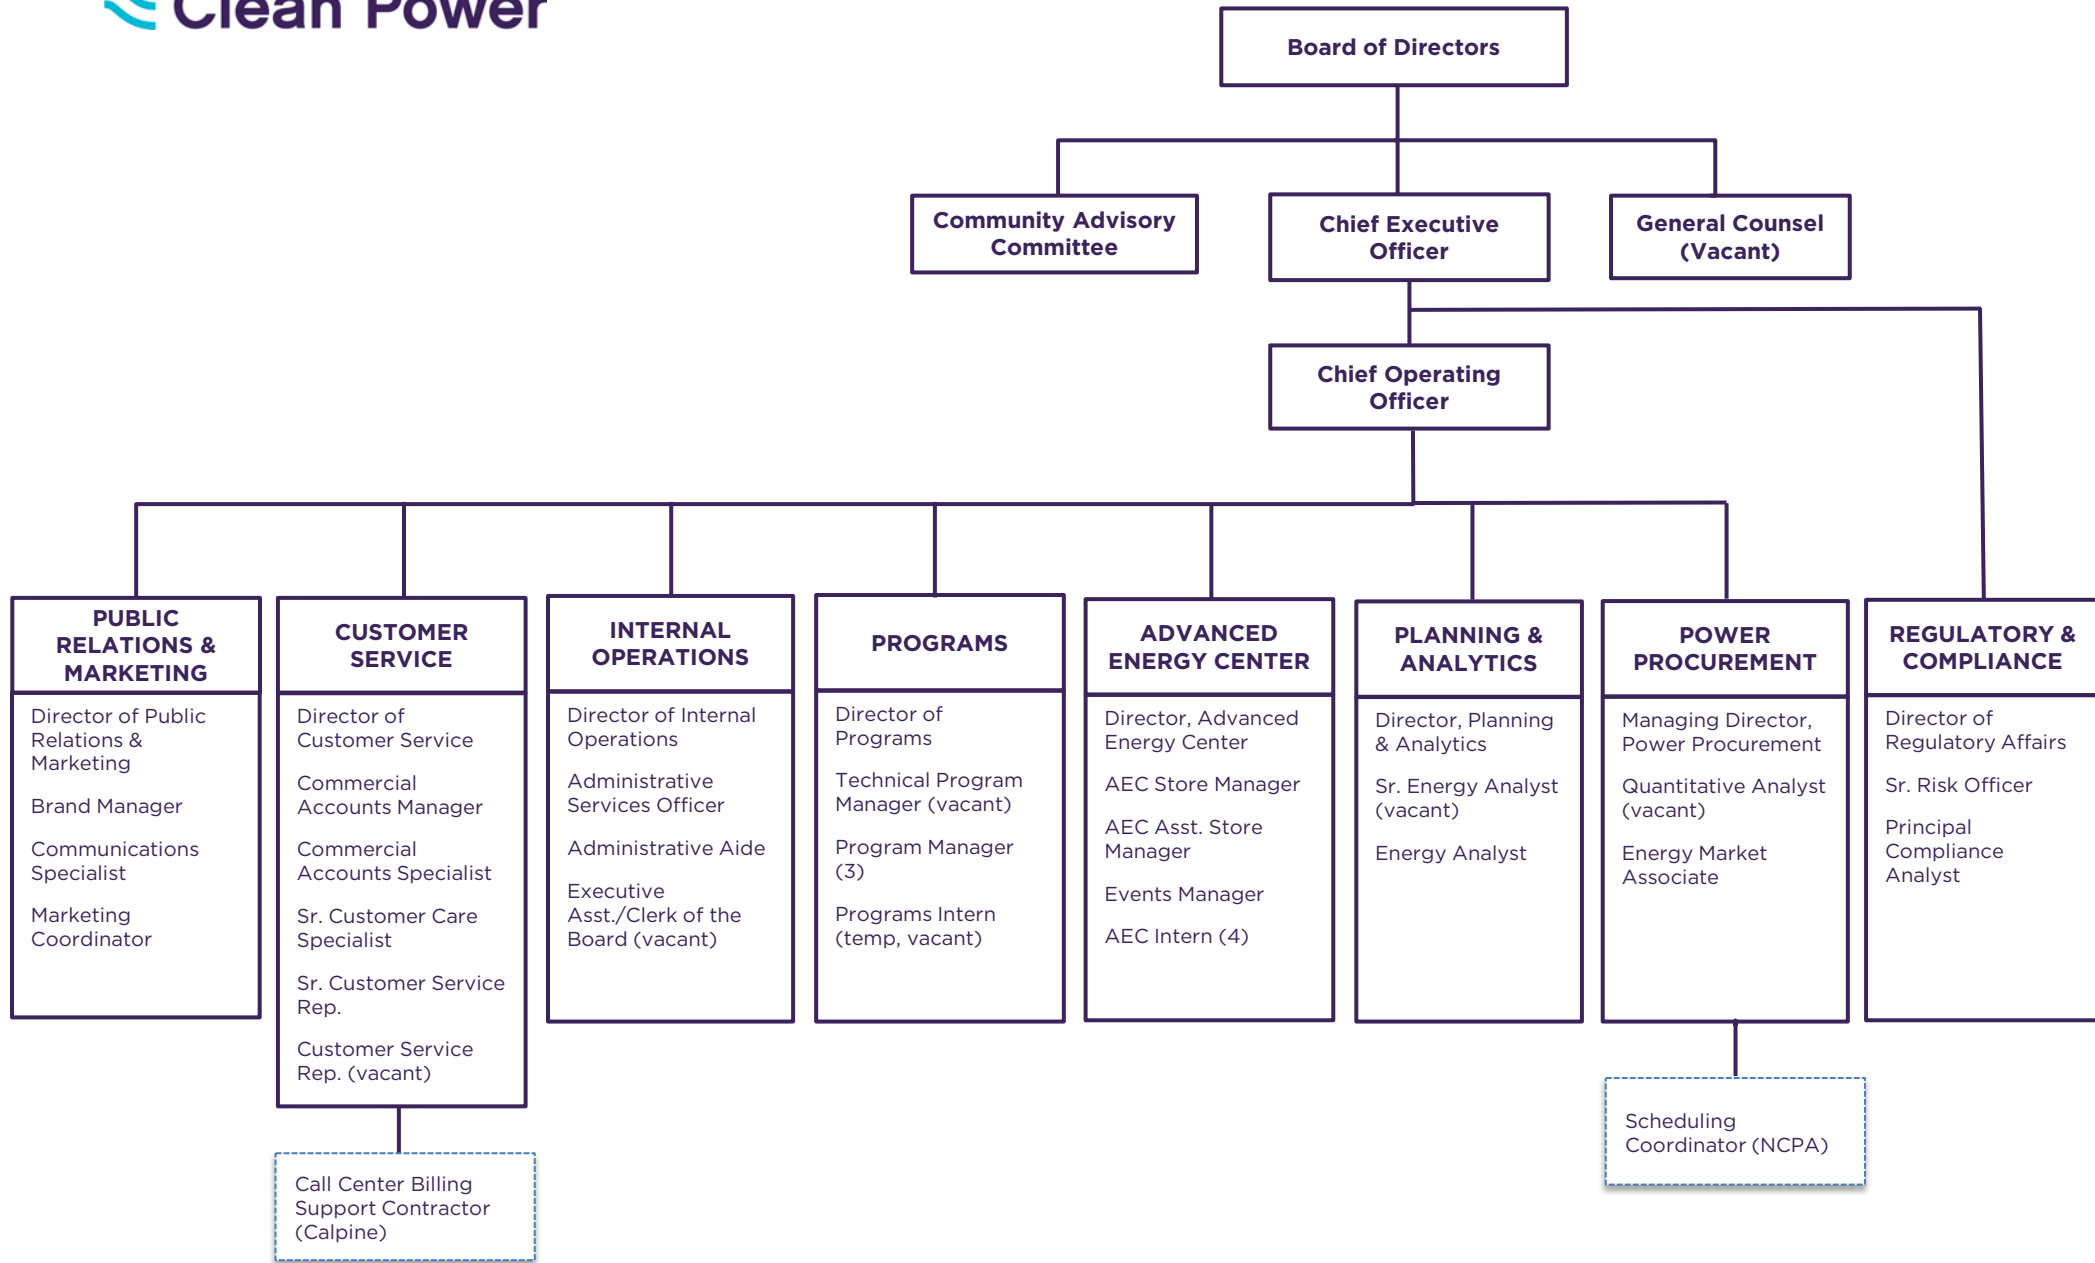 Clean Power
Board of Directors
Community Advisory
Committee
Chief Executive
Officer
General Counsel
(Vacant)
Chief Operating
Officer
PUBLIC
RELATIONS &
MARKETING
Director of Public
Relations &
Marketing
Brand Manager
Communications
Specialist
Marketing
Coordinator
CUSTOMER
SERVICE
Director of
Customer Service
Commercial
Accounts Manager
Commercial
Accounts Specialist
Sr. Customer Care
Specialist
Sr. Customer Service
Rep.
Customer Service
Rep. (vacant)
Call Center Billing
Support Contractor
(Calpine)
INTERNAL
OPERATIONS
Director of Internal
Operations
Administrative
Services Officer
Administrative Aide
Executive
Asst./Clerk of the
Board (vacant)
PROGRAMS
Director of
Programs
Technical Program
Manager (vacant)
Program Manager
(3)
Programs Intern
(temp, vacant)
ADVANCED
ENERGY CENTER
Director, Advanced
Energy Center
AEC Store Manager
AEC Asst. Store
Manager
Events Manager
AEC Intern (4)
PLANNING &
ANALYTICS
Director, Planning
& Analytics
Sr. Energy Analyst
(vacant)
Energy Analyst
POWER
PROCUREMENT
Managing Director,
Power Procurement
Quantitative Analyst
(vacant)
Energy Market
Associate
Scheduling
Coordinator (NCPA)
REGULATORY &
COMPLIANCE
Director of
Regulatory Affairs
Sr. Risk Officer
Principal
Compliance
Analyst